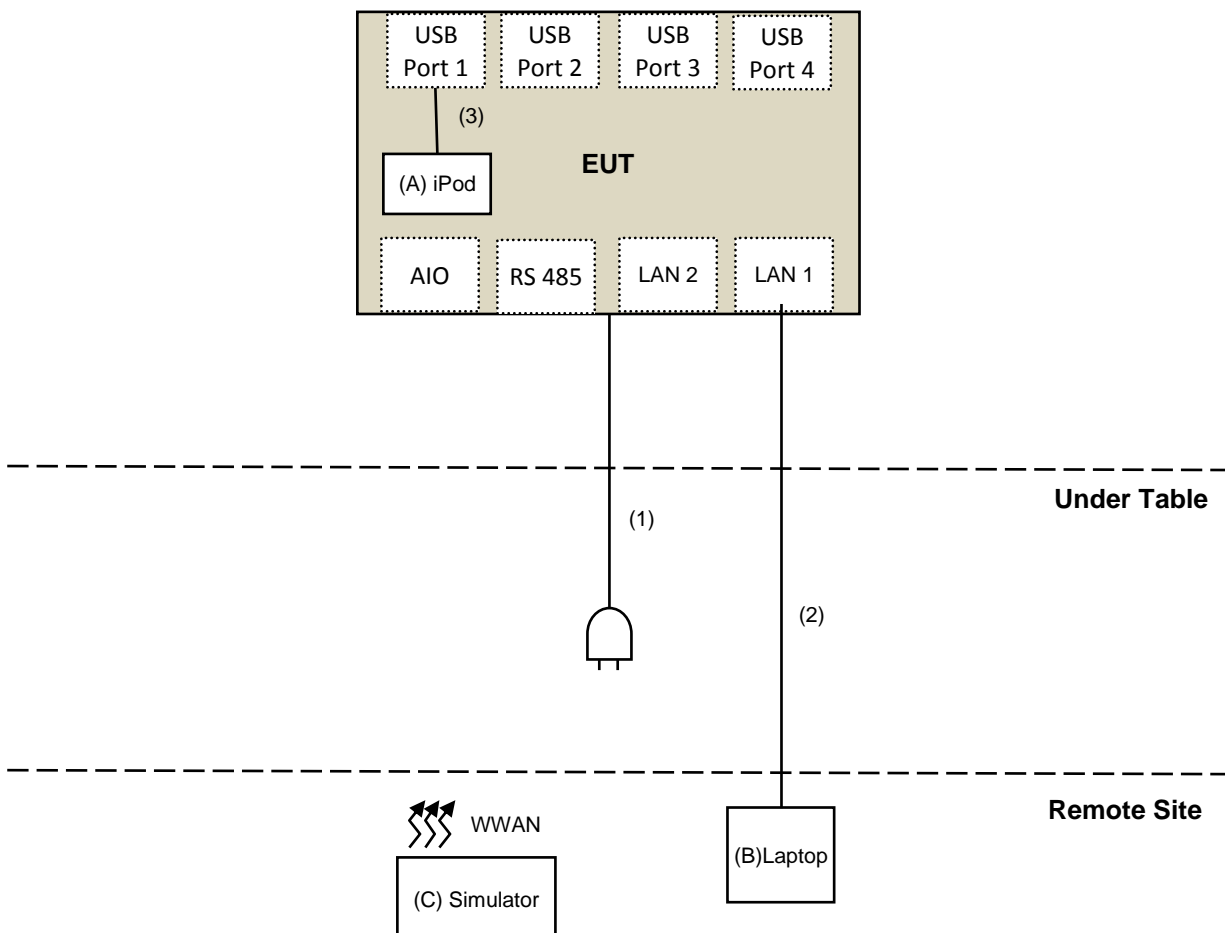 USB
Port 1
USB
Port 2
USB
Port 3
USB
Port 4
(3)
EUT
(A) iPod
AIO
RS 485
LAN 2
LAN 1
Under Table
(1)
(2)
Remote Site
WWAN
(B)Laptop
(C) Simulator